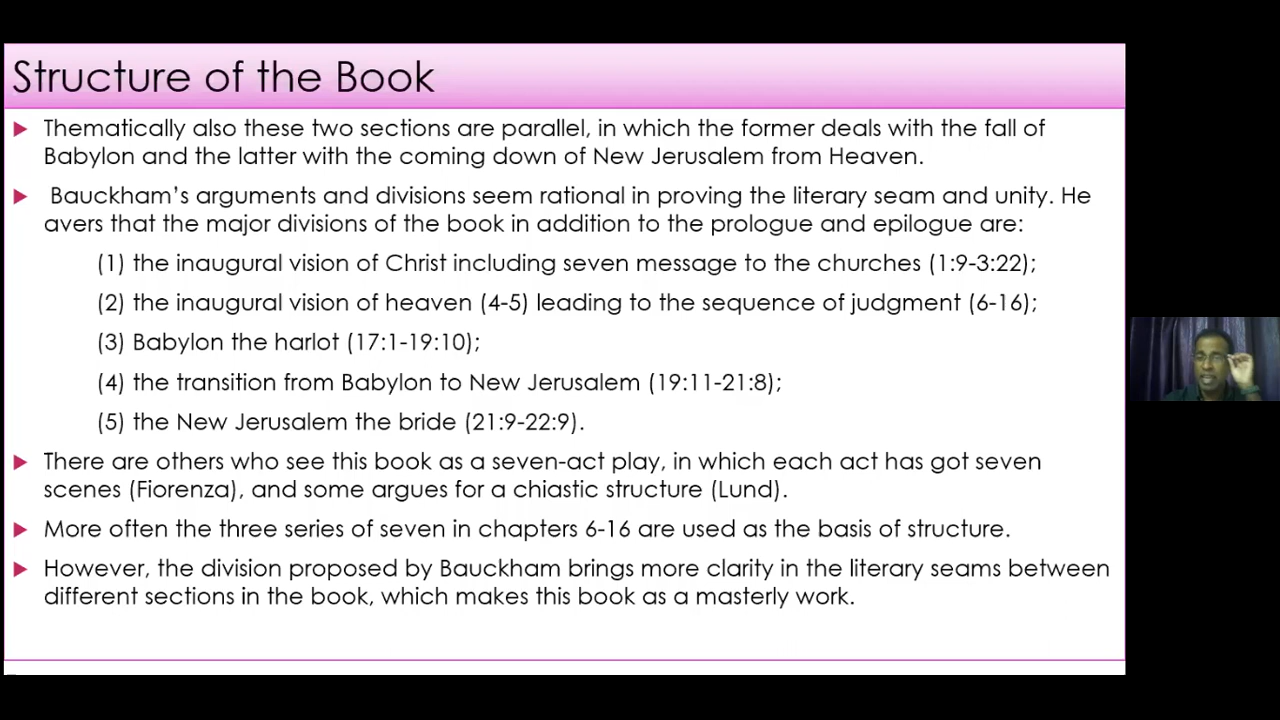 Structure of the Book
Thematically also these two sections are parallel, in which the former deals with the fall of
Babylon and the latter with the coming down of New Jerusalem from Heaven.
Bauckham’s arguments and divisions seem rational in proving the literary seam and unity. He
avers that the major divisions of the book in addition to the prologue and epilogue are:
(1) the inaugural vision of Christ including seven message to the churches (1:9-3:22);
(2) the inaugural vision of heaven (4-5) leading to the sequence of judgment (6-16);
(3) Babylon the harlot (17:1-19:10);
(4) the transition from Babylon to New Jerusalem (19:11-21:8);
(5) the New Jerusalem the bride (21:9-22:9).
There are others who see this book as a seven-act play, in which each act has got seven
scenes (Fiorenza), and some argues for a chiastic structure (Lund).
More often the three series of seven in chapters 6-16 are used as the basis of structure.
However, the division proposed by Bauckham brings more clarity in the literary seams between
different sections in the book, which makes this book as a masterly work.